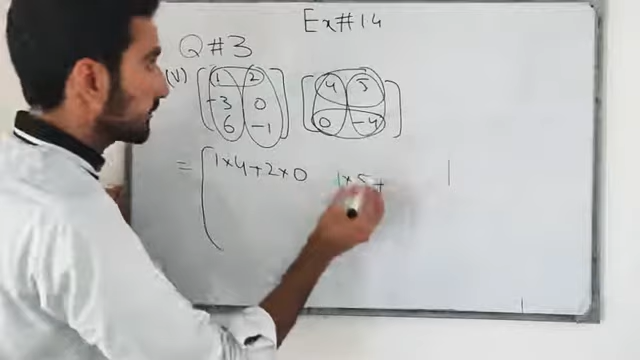 Ex#14
Q#3
(V) [ 1 2 ] [ 4 5 ]
-3 0
6 -1 0 -4
= [ 1×4+2×0 1×5+